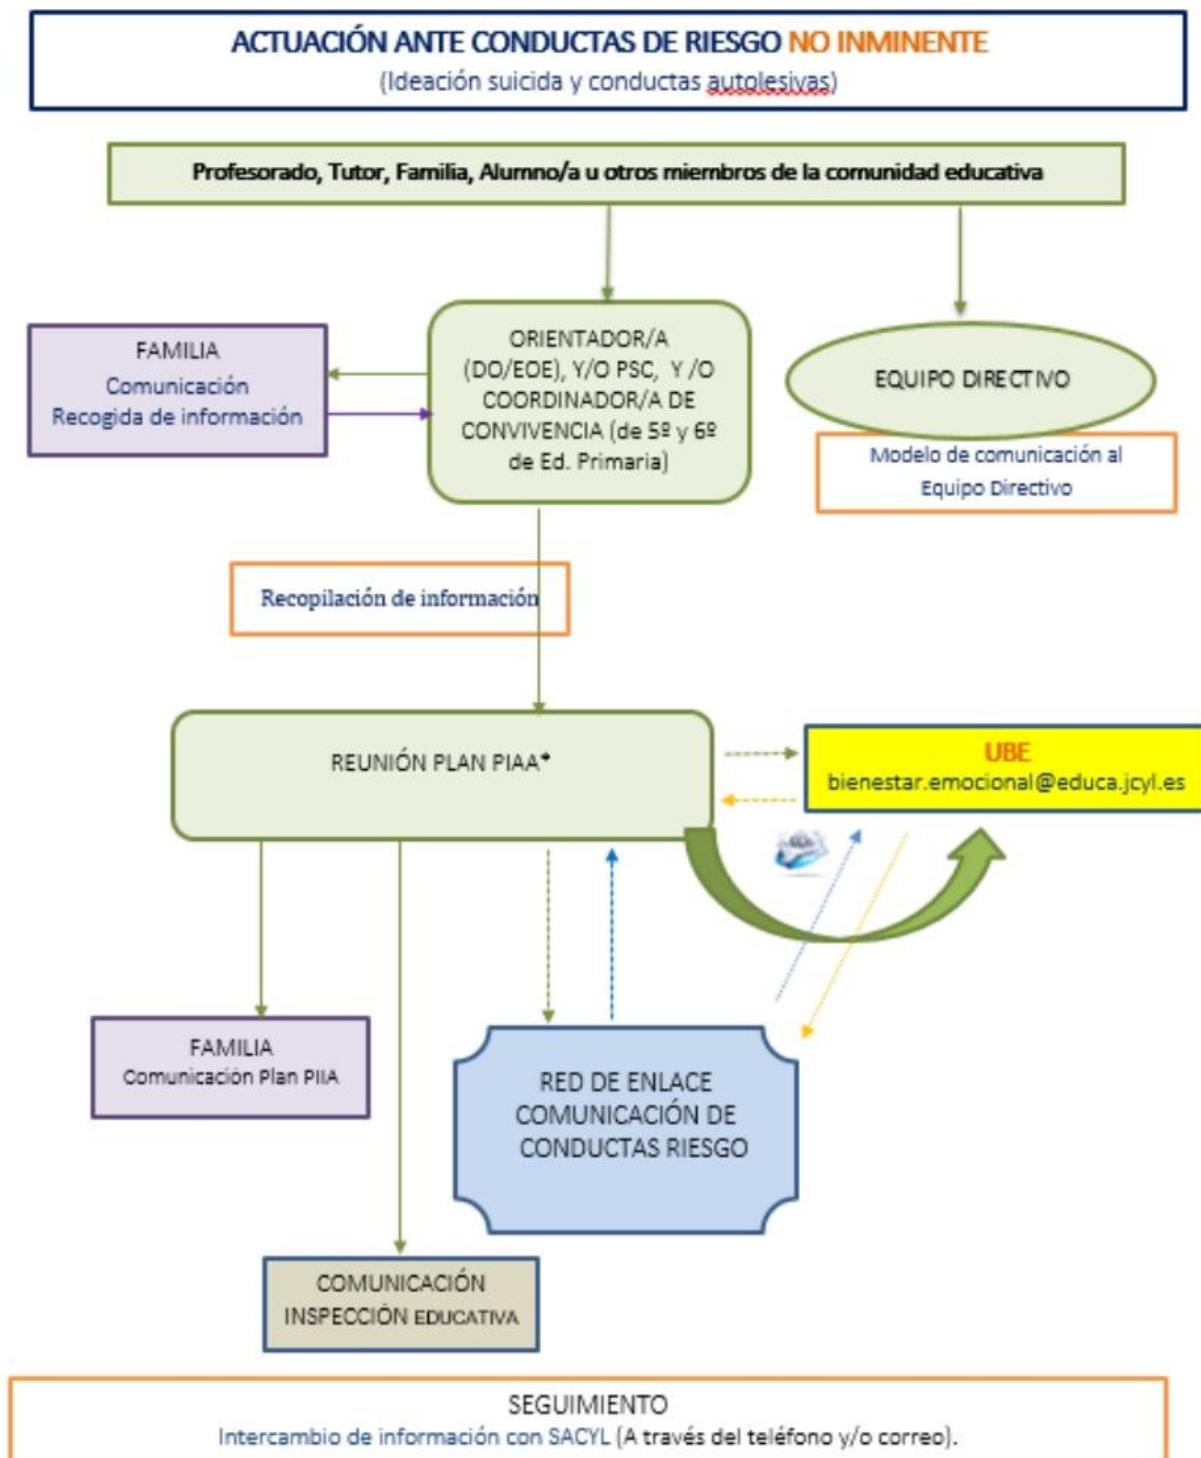 ACTUACIÓN ANTE CONDUCTAS DE RIESGO NO INMINENTE
(Ideación suicida y conductas autolesivas)
Profesorado, Tutor, Familia, Alumno/a u otros miembros de la comunidad educativa
FAMILIA
Comunicación
Recogida de información
ORIENTADOR/A
(DO/EOE), Y/O PSC, Y /O
COORDINADOR/A DE
CONVIVENCIA (de 5º y 6º
de Ed. Primaria)
EQUIPO DIRECTIVO
Modelo de comunicación al
Equipo Directivo
Recopilación de información
REUNIÓN PLAN PIAA*
UBE
bienestar.emocional@educa.jcyl.es
FAMILIA
Comunicación Plan PIIA
RED DE ENLACE
COMUNICACIÓN DE
CONDUCTAS RIESGO
COMUNICACIÓN
INSPECCIÓN EDUCATIVA
SEGUIMIENTO
Intercambio de información con SACYL (A través del teléfono y/o correo).